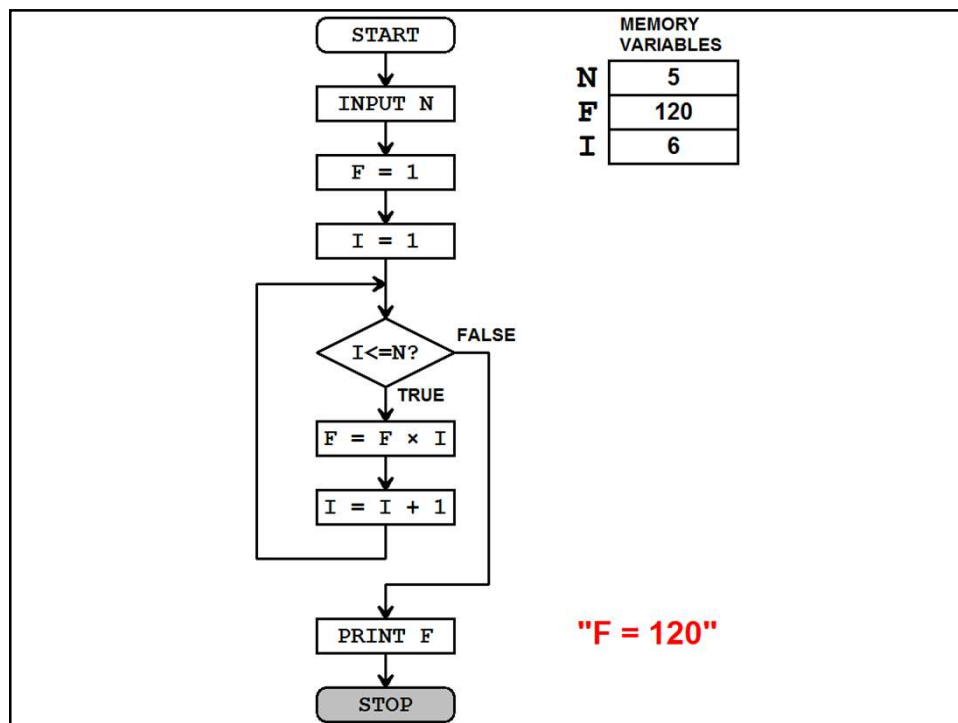 START
INPUT N
F = 1
I = 1
I<=N?
FALSE
TRUE
F = F × I
I = I + 1
PRINT F
STOP
MEMORY
VARIABLES
N 5
F 120
I 6
"F = 120"